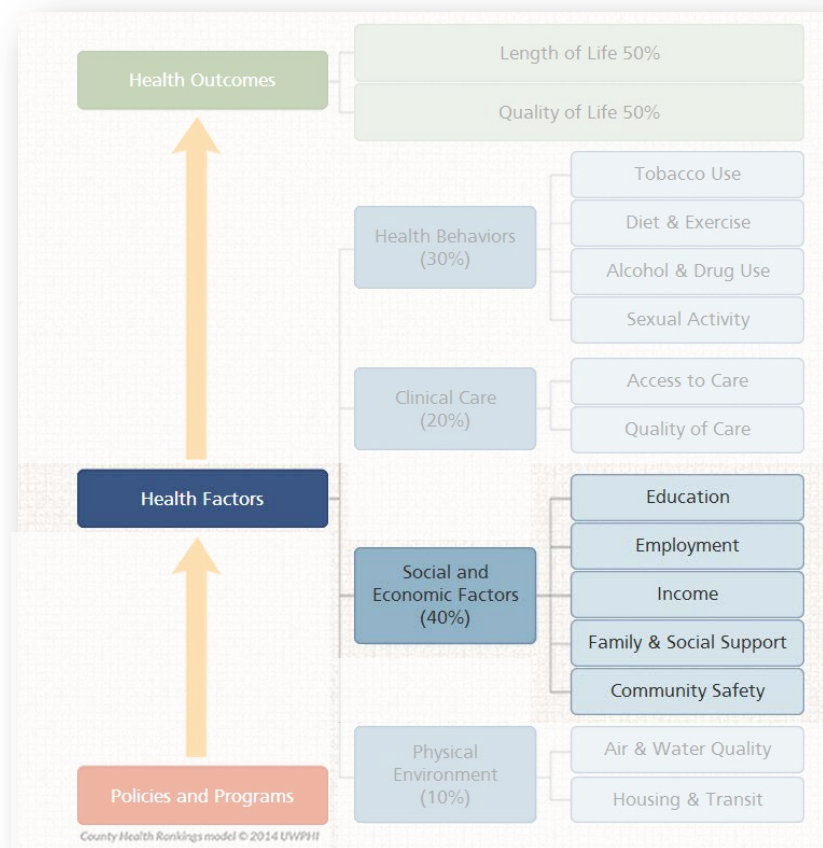 Health Outcomes
Length of Life 50%
Quality of Life 50%
Health Behaviors
(30%)
Tobacco Use
Diet & Exercise
Alcohol & Drug Use
Sexual Activity
Clinical Care
(20%)
Access to Care
Quality of Care
Health Factors
Social and
Economic Factors
(40%)
Education
Employment
Income
Family & Social Support
Community Safety
Physical
Environment
(10%)
Air & Water Quality
Housing & Transit
Policies and Programs
County Health Rankings model © 2014 UWPHI